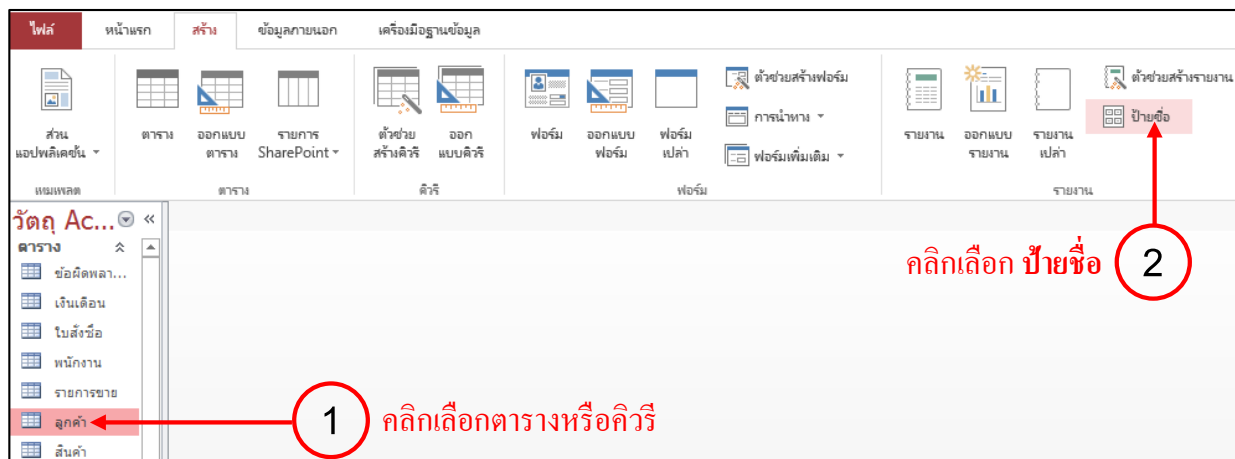 ไฟล์ หน้าแรก สร้าง ข้อมูลภายนอก เครื่องมือฐานข้อมูล
ส่วน
แอปพลิเคชัน
ตาราง
ออกแบบ
ตาราง
รายการ
SharePoint
ตัวช่วย
สร้างคิวรี
ออก
แบบคิวรี
ฟอร์ม
ออกแบบ
ฟอร์ม
ฟอร์ม
เปล่า
ตัวช่วยสร้างฟอร์ม
การนำทาง
ฟอร์มเพิ่มเติม
รายงาน
ออกแบบ
รายงาน
รายงาน
เปล่า
ตัวช่วยสร้างรายงาน
ป้ายชื่อ
เทมเพลต ตาราง คิวรี ฟอร์ม รายงาน
วัตถุ Ac...
ตาราง
ข้อผิดพลา...
เงินเดือน
ใบสั่งซื้อ
พนักงาน
รายการขาย
ลูกค้า
สินค้า
คลิกเลือก ป้ายชื่อ 2
1 คลิกเลือกตารางหรือคิวรี